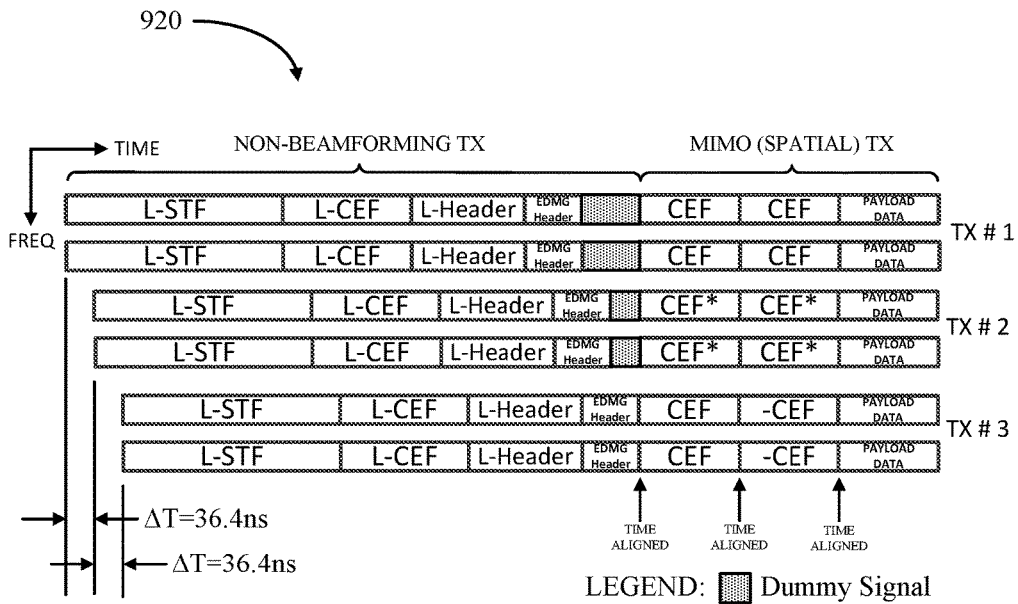 920
TIME
FREQ
NON-BEAMFORMING TX
MIMO (SPATIAL) TX
L-STF L-CEF L-Header EDMG Header CEF CEF PAYLOAD DATA
L-STF L-CEF L-Header EDMG Header CEF CEF PAYLOAD DATA
TX # 1
L-STF L-CEF L-Header EDMG Header CEF* CEF* PAYLOAD DATA
L-STF L-CEF L-Header EDMG Header CEF* CEF* PAYLOAD DATA
TX # 2
L-STF L-CEF L-Header EDMG Header CEF -CEF PAYLOAD DATA
L-STF L-CEF L-Header EDMG Header CEF -CEF PAYLOAD DATA
TX # 3
TIME ALIGNED TIME ALIGNED TIME ALIGNED
ΔT=36.4ns
ΔT=36.4ns
LEGEND: Dummy Signal